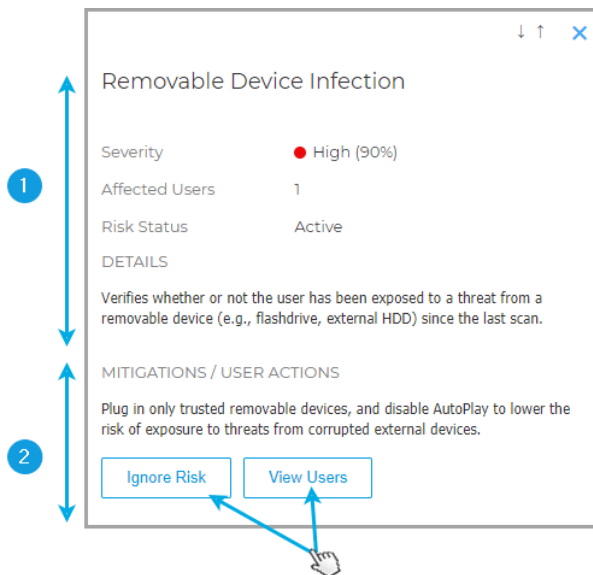 ↓ ↑ ×
Removable Device Infection
1
Severity High (90%)
Affected Users 1
Risk Status Active
DETAILS
Verifies whether or not the user has been exposed to a threat from a
removable device (e.g., flashdrive, external HDD) since the last scan.
MITIGATIONS / USER ACTIONS
Plug in only trusted removable devices, and disable AutoPlay to lower the
risk of exposure to threats from corrupted external devices.
2
Ignore Risk View Users